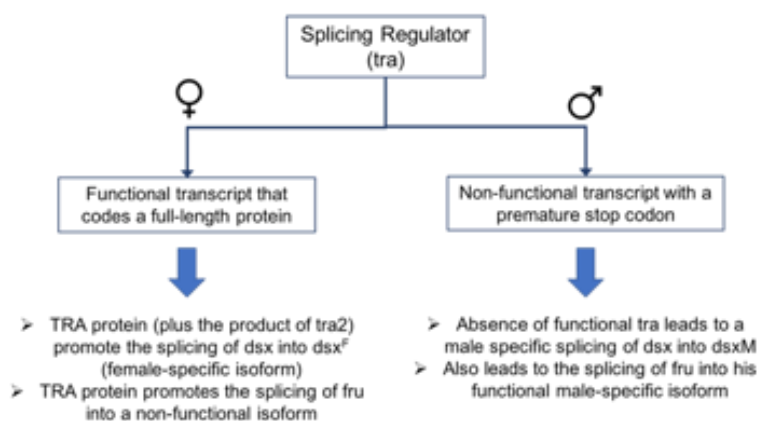 Splicing Regulator
(tra)
♀
♂
Functional transcript that
codes a full-length protein
Non-functional transcript with a
premature stop codon
➢ TRA protein (plus the product of tra2)
promote the splicing of dsx into dsxᶠ
(female-specific isoform)
➢ TRA protein promotes the splicing of fru
into a non-functional isoform
➢ Absence of functional tra leads to a
male specific splicing of dsx into dsxM
➢ Also leads to the splicing of fru into his
functional male-specific isoform